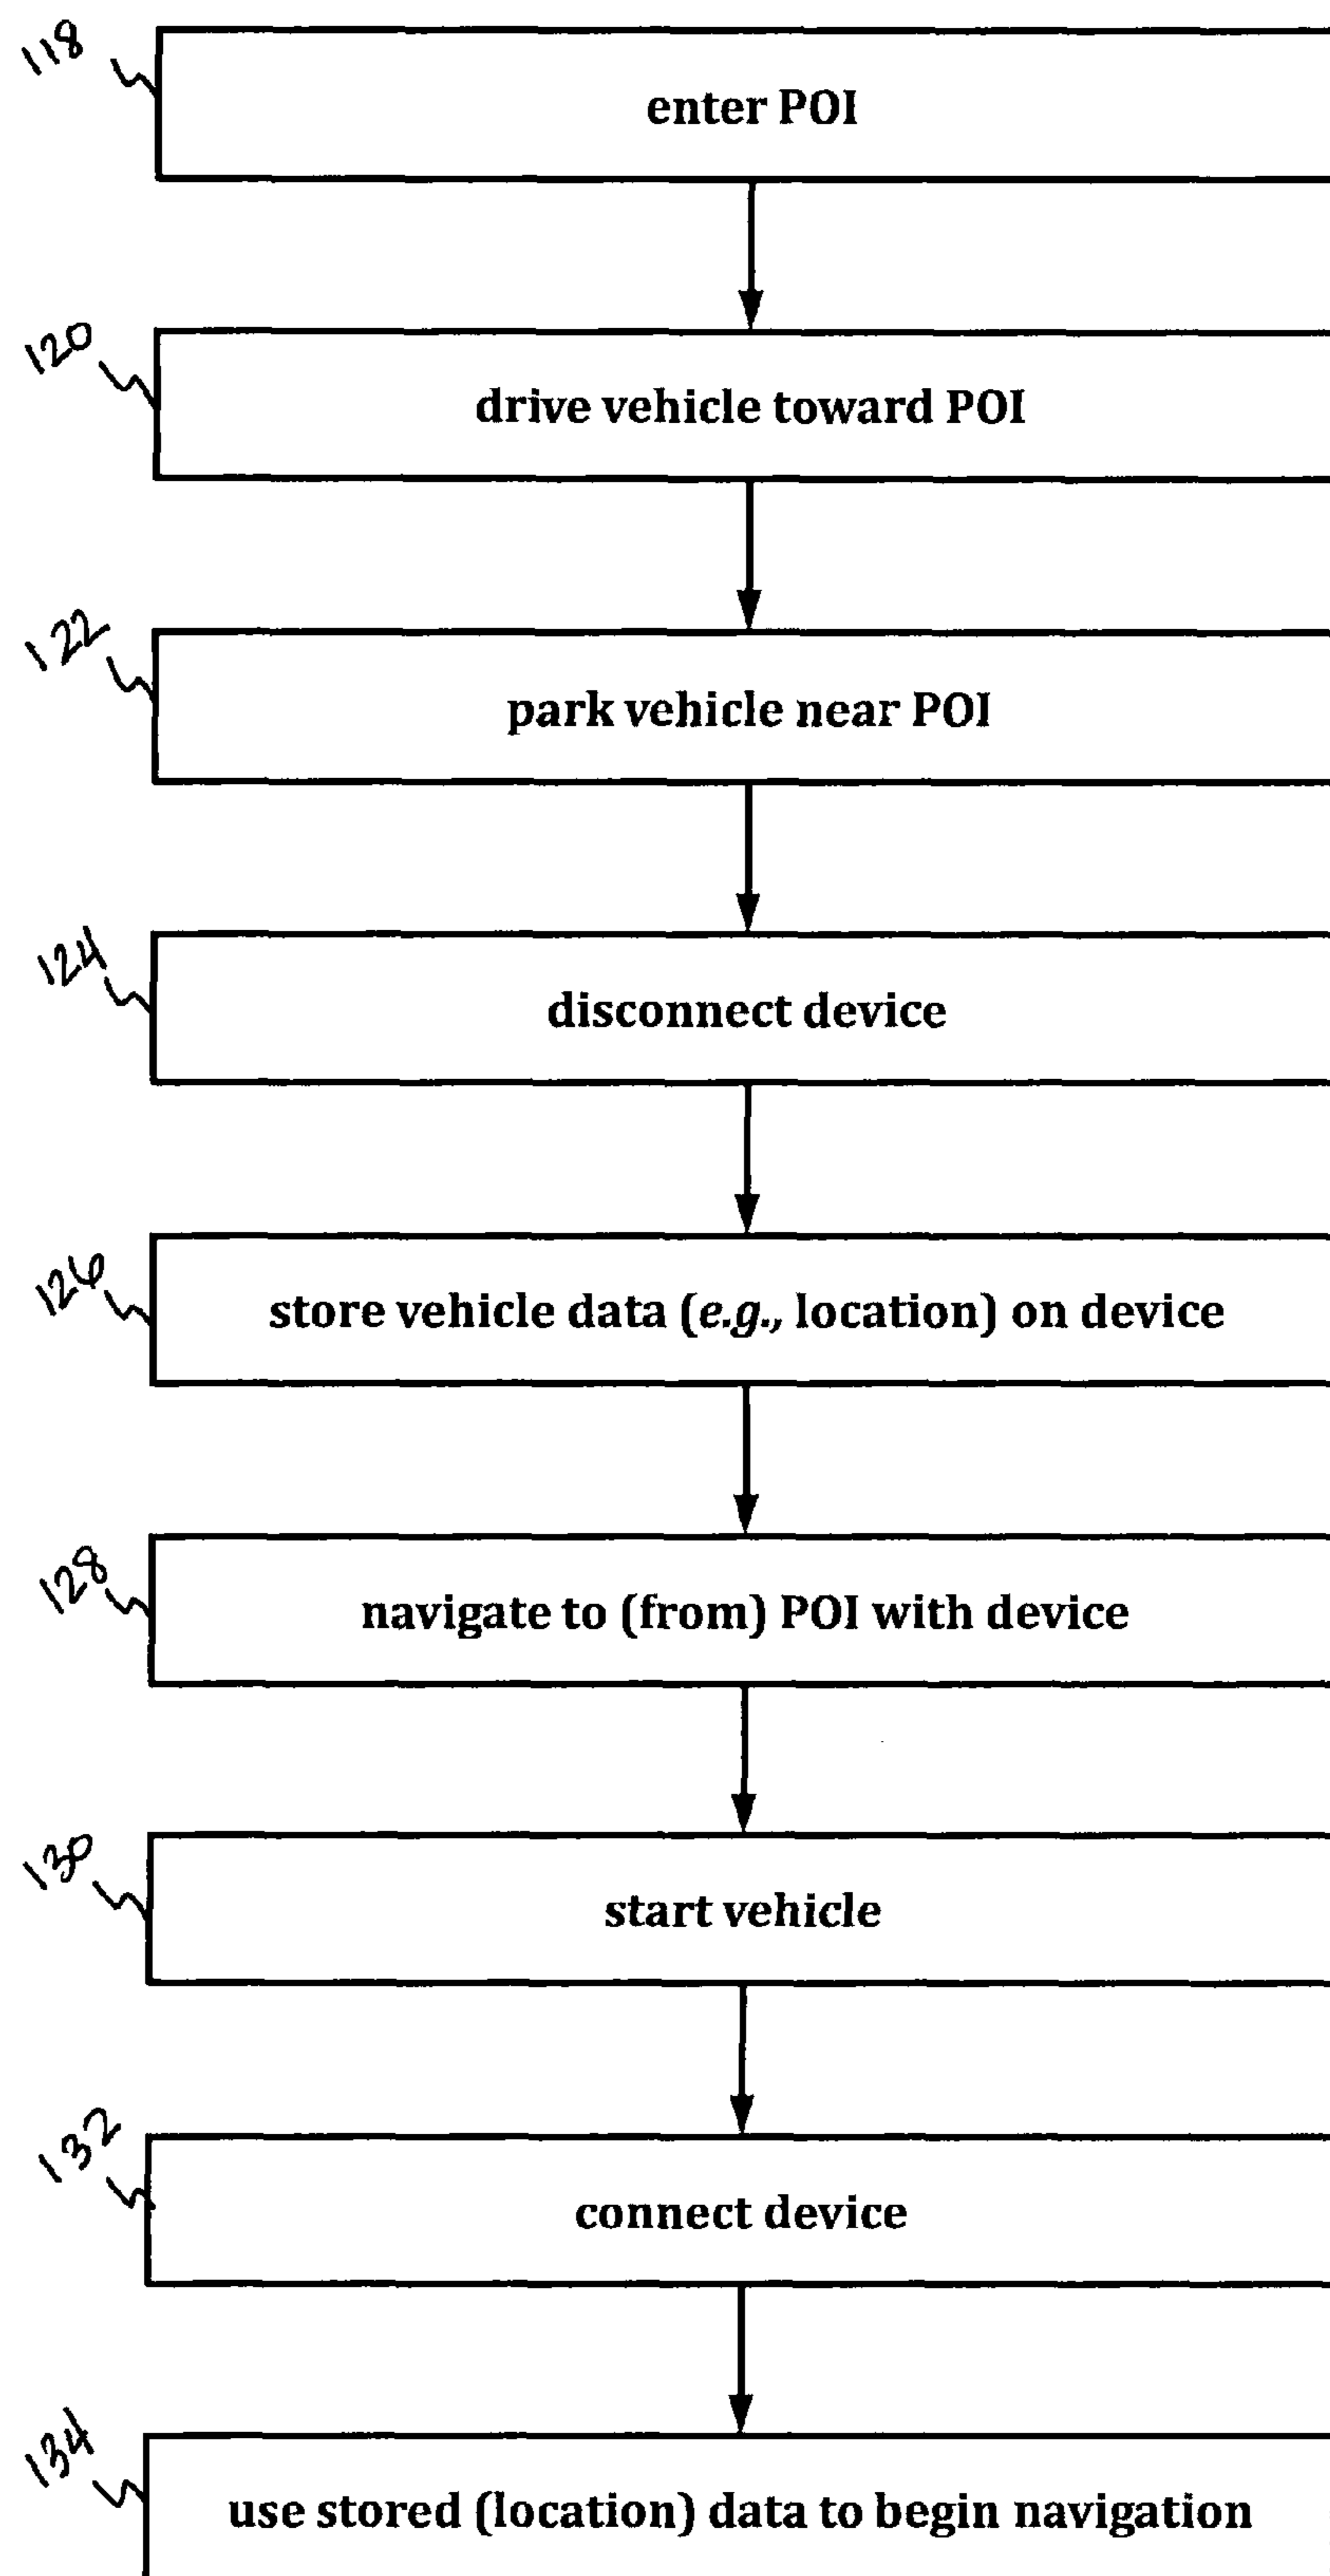 118
enter POI
120
drive vehicle toward POI
122
park vehicle near POI
124
disconnect device
126
store vehicle data (e.g., location) on device
128
navigate to (from) POI with device
130
start vehicle
132
connect device
134
use stored (location) data to begin navigation